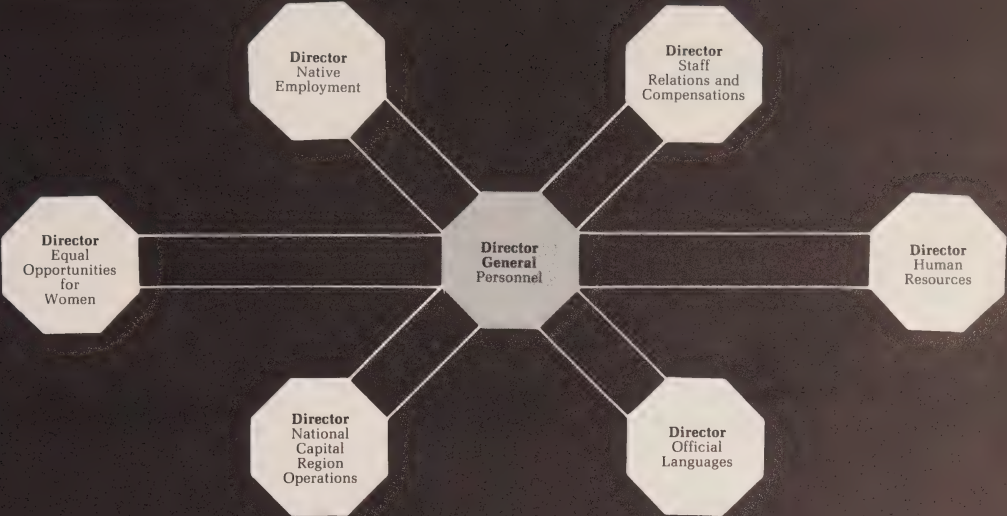 Director
Native
Employment
Director
Staff
Relations and
Compensations
Director
Equal
Opportunities
for
Women
Director
General
Personnel
Director
Human
Resources
Director
National
Capital
Region
Operations
Director
Official
Languages